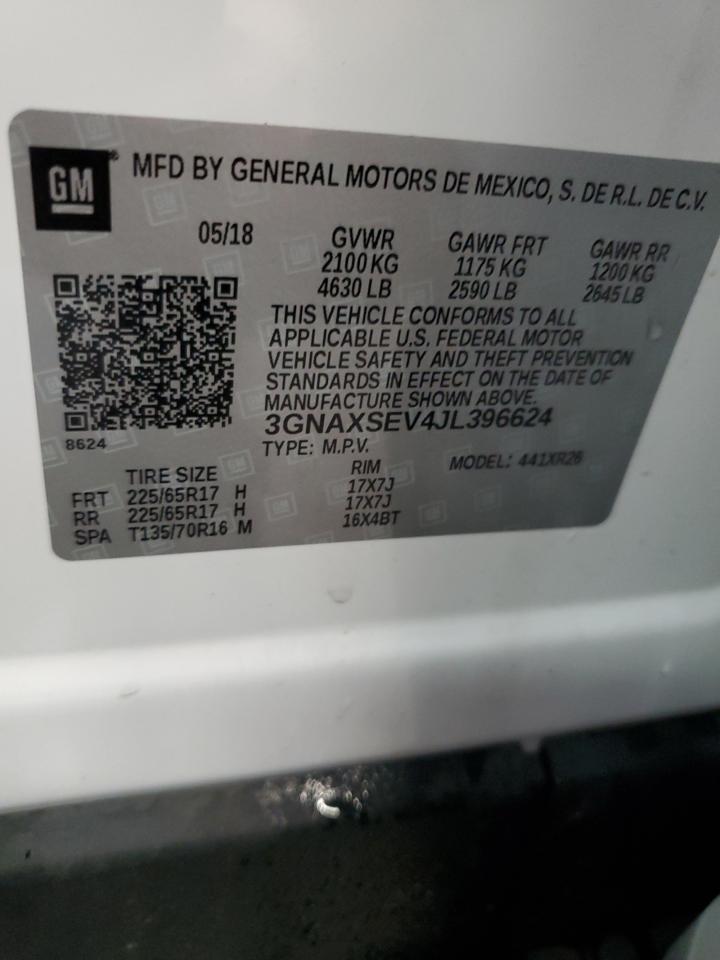 GM ® MFD BY GENERAL MOTORS DE MEXICO, S. DE R.L. DE C.V.
05/18 GVWR GAWR FRT GAWR RR
2100 KG 1175 KG 1200 KG
4630 LB 2590 LB 2645 LB
THIS VEHICLE CONFORMS TO ALL
APPLICABLE U.S. FEDERAL MOTOR
VEHICLE SAFETY AND THEFT PREVENTION
STANDARDS IN EFFECT ON THE DATE OF
MANUFACTURE SHOWN ABOVE.
3GNAXSEV4JL396624
8624
TYPE: M.P.V. MODEL: 441XR26
TIRE SIZE RIM
FRT 225/65R17 H 17X7J
RR 225/65R17 H 17X7J
SPA T135/70R16 M 16X4BT